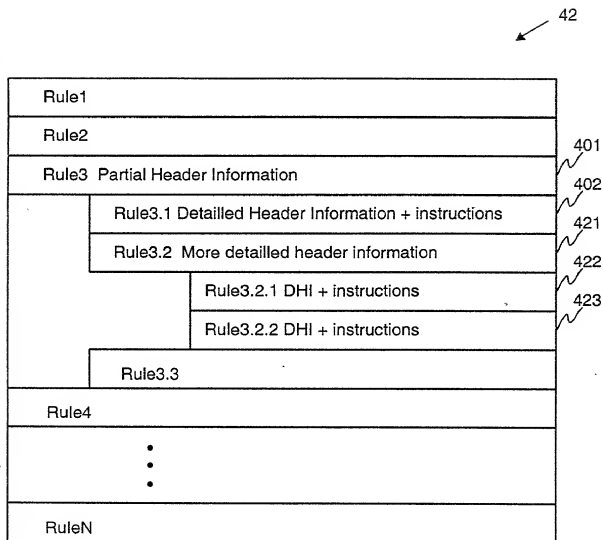 42
Rule1
Rule2
401
Rule3 Partial Header Information
402
Rule3.1 Detailled Header Information + instructions
421
Rule3.2 More detailled header information
422
Rule3.2.1 DHI + instructions
423
Rule3.2.2 DHI + instructions
Rule3.3
Rule4
RuleN